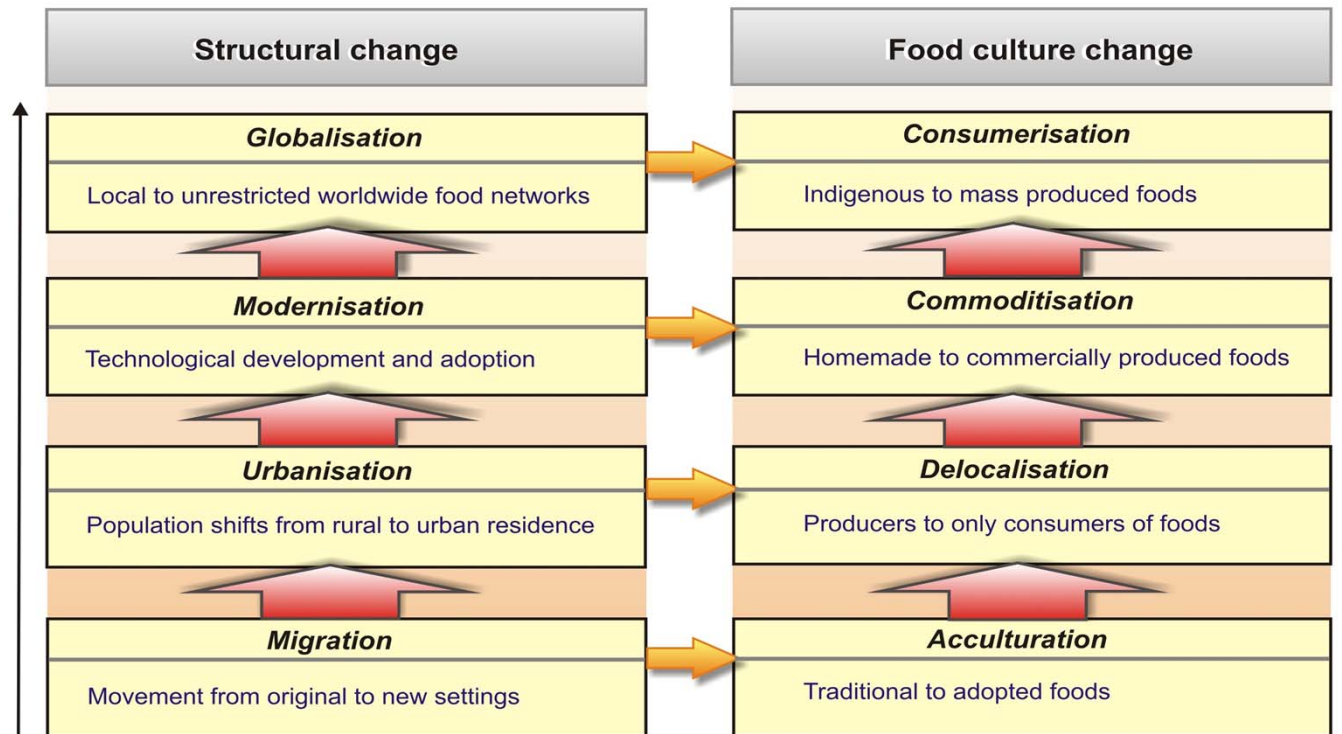 Structural change
Food culture change
Globalisation
Local to unrestricted worldwide food networks
Consumerisation
Indigenous to mass produced foods
Modernisation
Technological development and adoption
Commoditisation
Homemade to commercially produced foods
Urbanisation
Population shifts from rural to urban residence
Delocalisation
Producers to only consumers of foods
Migration
Movement from original to new settings
Acculturation
Traditional to adopted foods